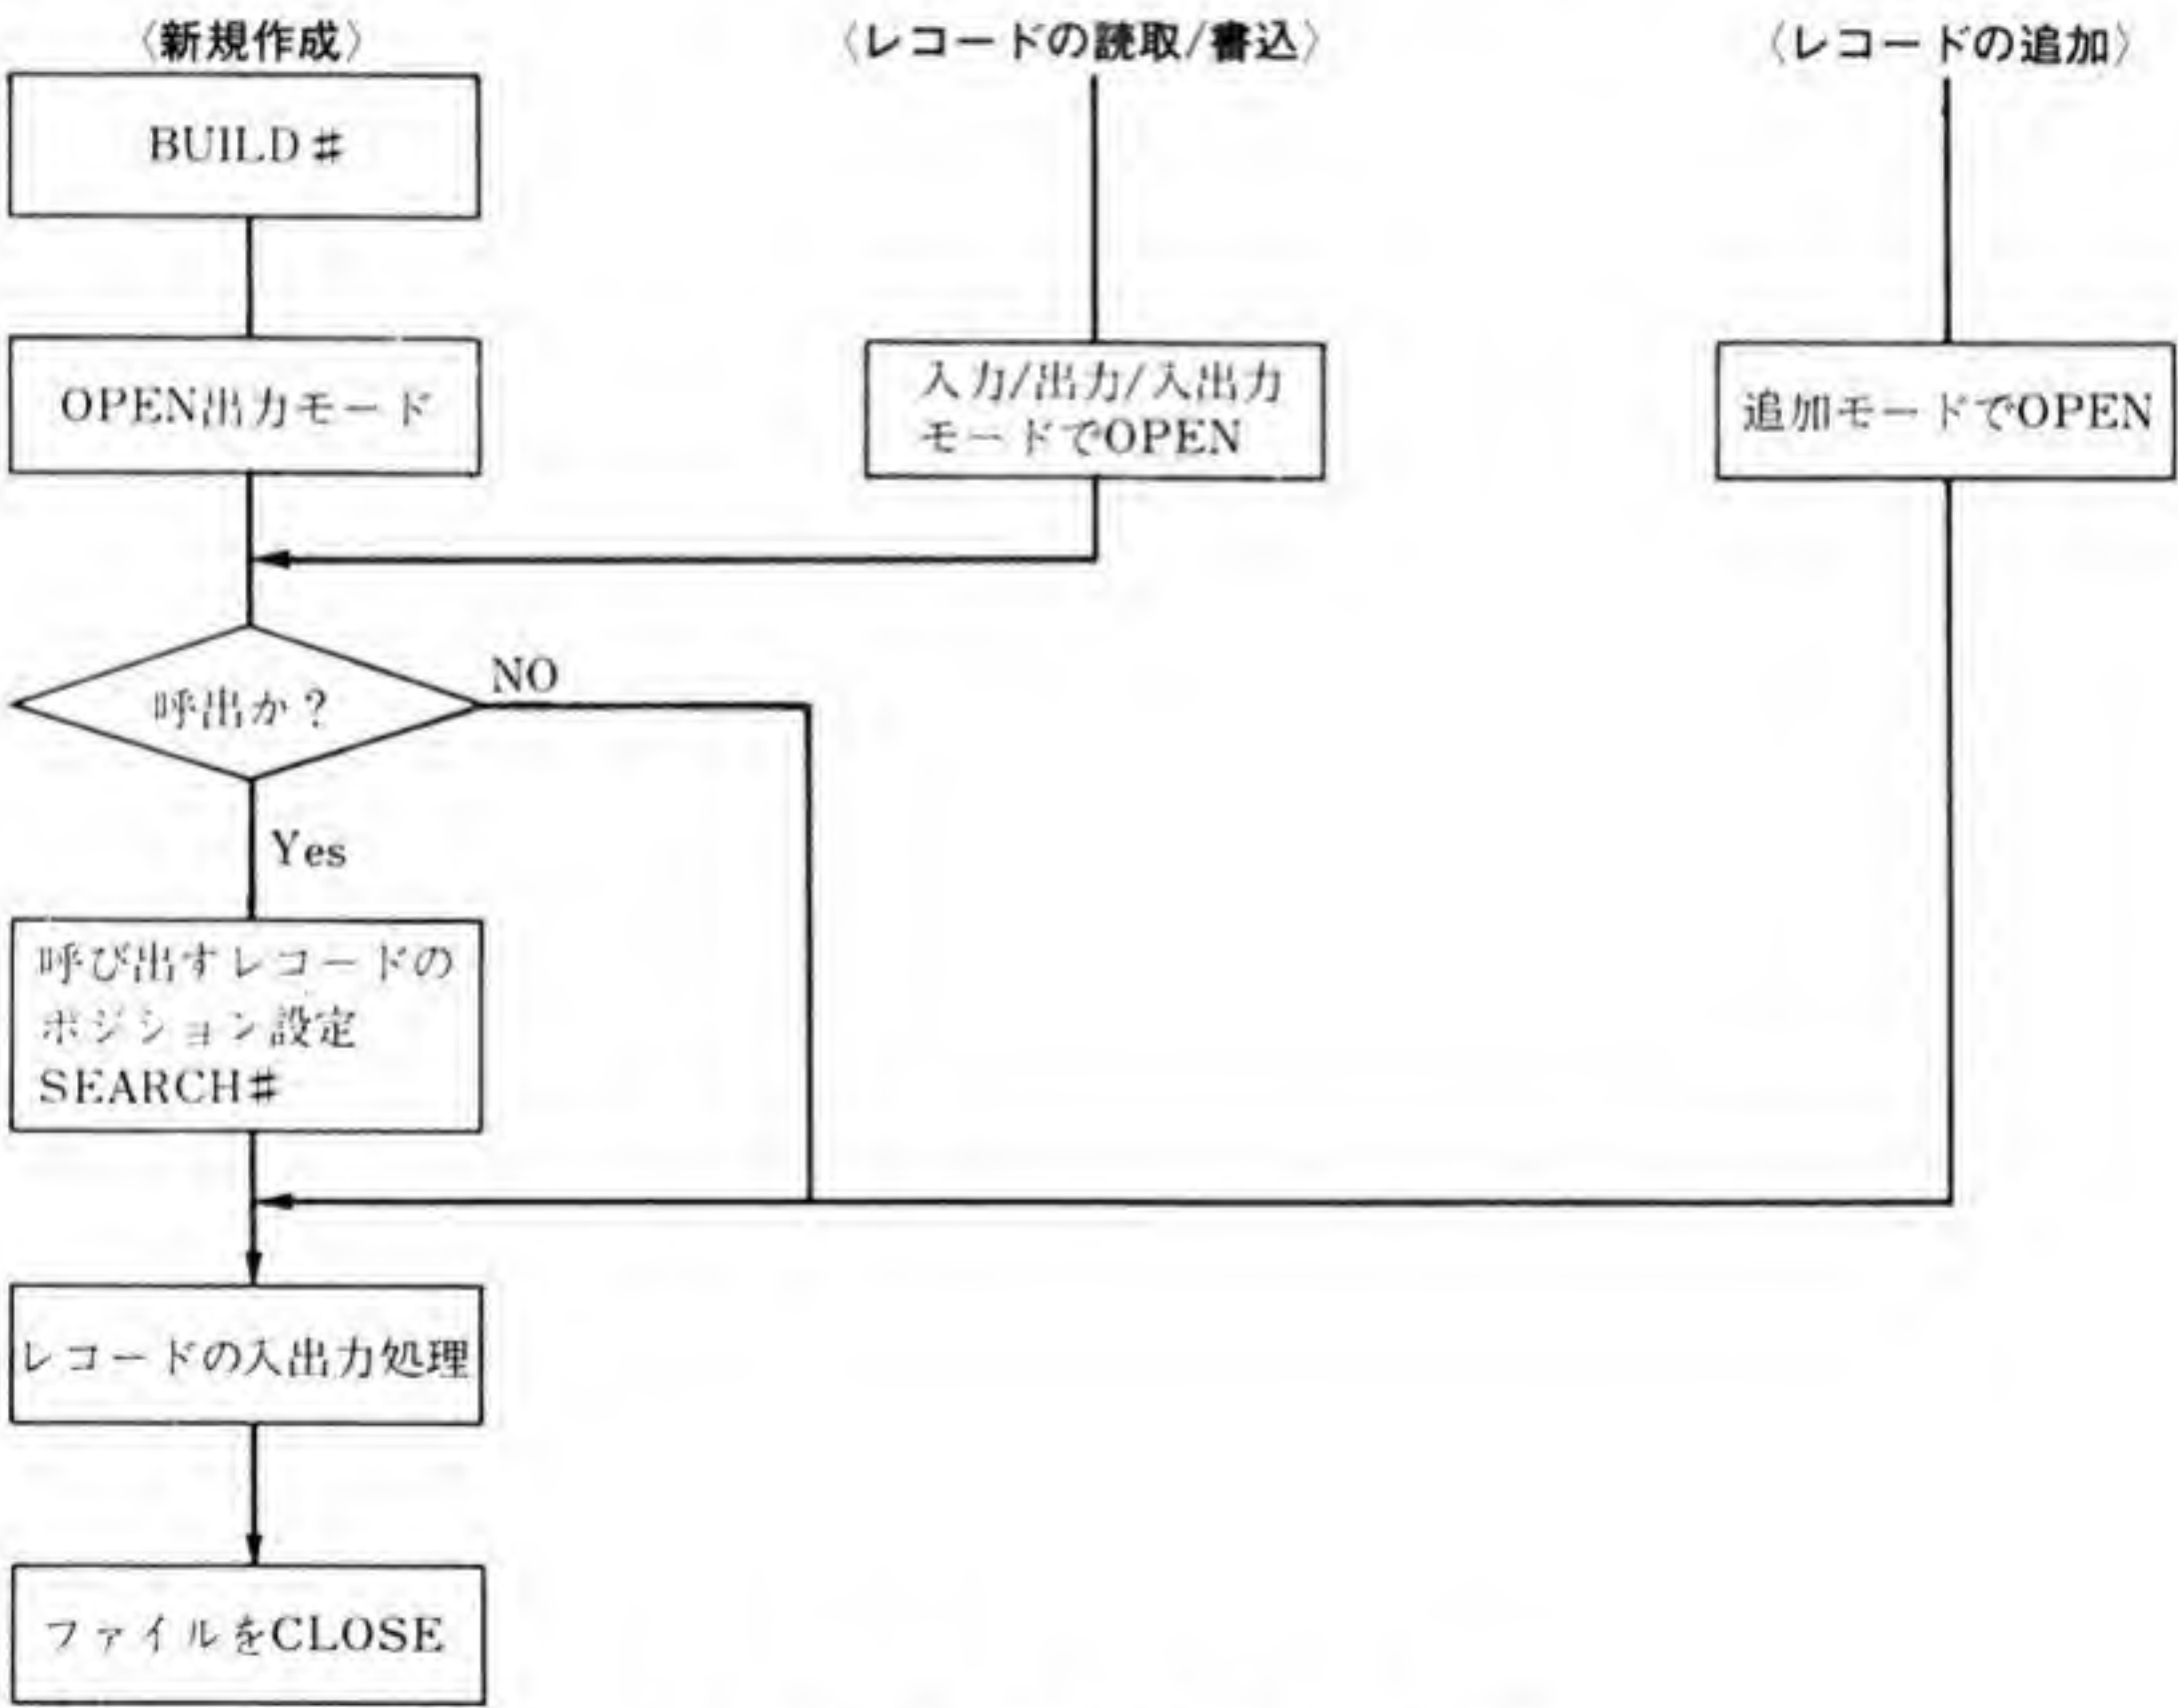 〈新規作成〉
〈レコードの読取/書込〉
〈レコードの追加〉
BUILD#
OPEN出力モード
入力/出力/入出力
モードでOPEN
追加モードでOPEN
呼出か？
NO
Yes
呼び出すレコードの
ポジション設定
SEARCH#
レコードの入出力処理
ファイルをCLOSE